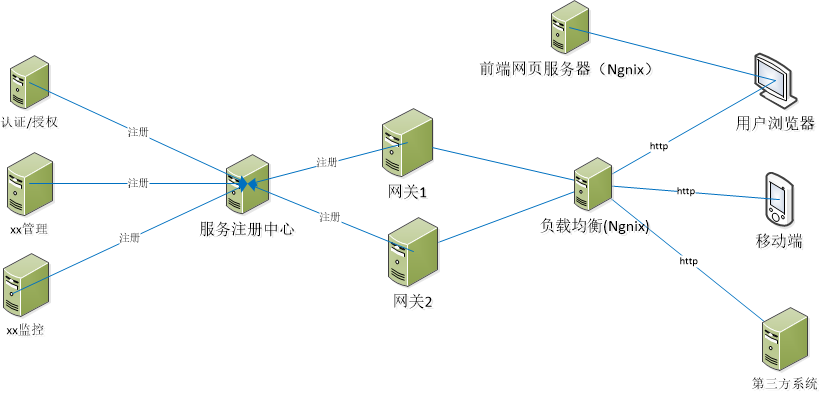 前端网页服务器（Ngnix）
用户浏览器
认证/授权
注册
http
注册
网关1
注册
xx管理
服务注册中心
注册
http
负载均衡(Ngnix)
移动端
注册
xx监控
网关2
http
第三方系统